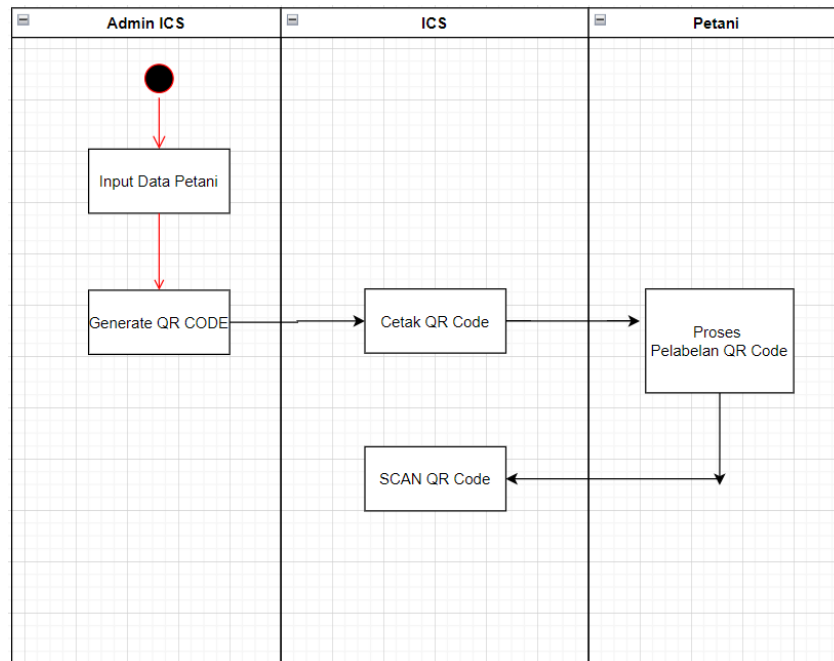 Admin ICS
ICS
Petani
Input Data Petani
Generate QR CODE
Cetak QR Code
Proses
Pelabelan QR Code
SCAN QR Code